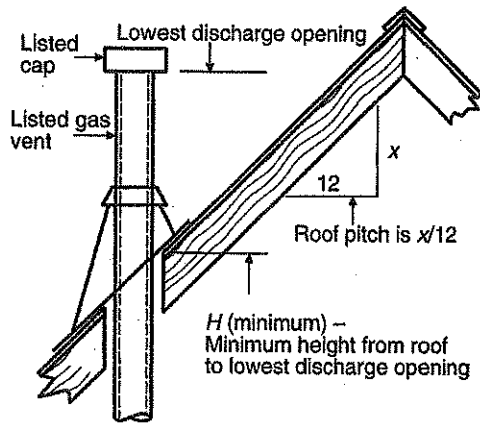 Listed
cap
Lowest discharge opening
Listed gas
vent
x
12
Roof pitch is x/12
H (minimum) –
Minimum height from roof
to lowest discharge opening